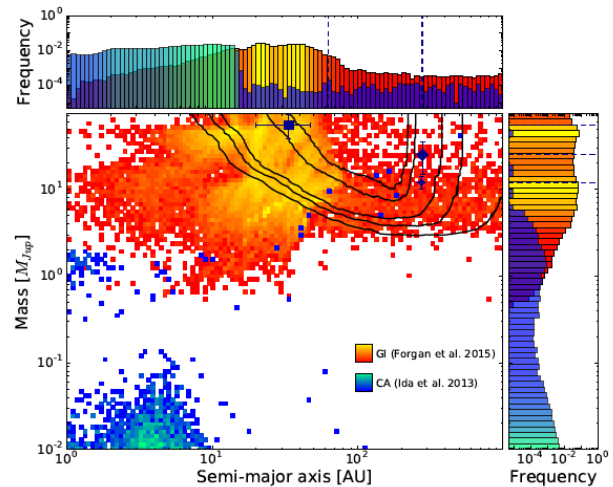 Frequency
10^0
10^-2
10^-4
Mass [M_Jup]
10^1
10^0
10^-1
10^-2
GI (Forgan et al. 2015)
CA (Ida et al. 2013)
10^0 10^1 10^2
Semi-major axis [AU]
10^-4 10^-2 10^0
Frequency